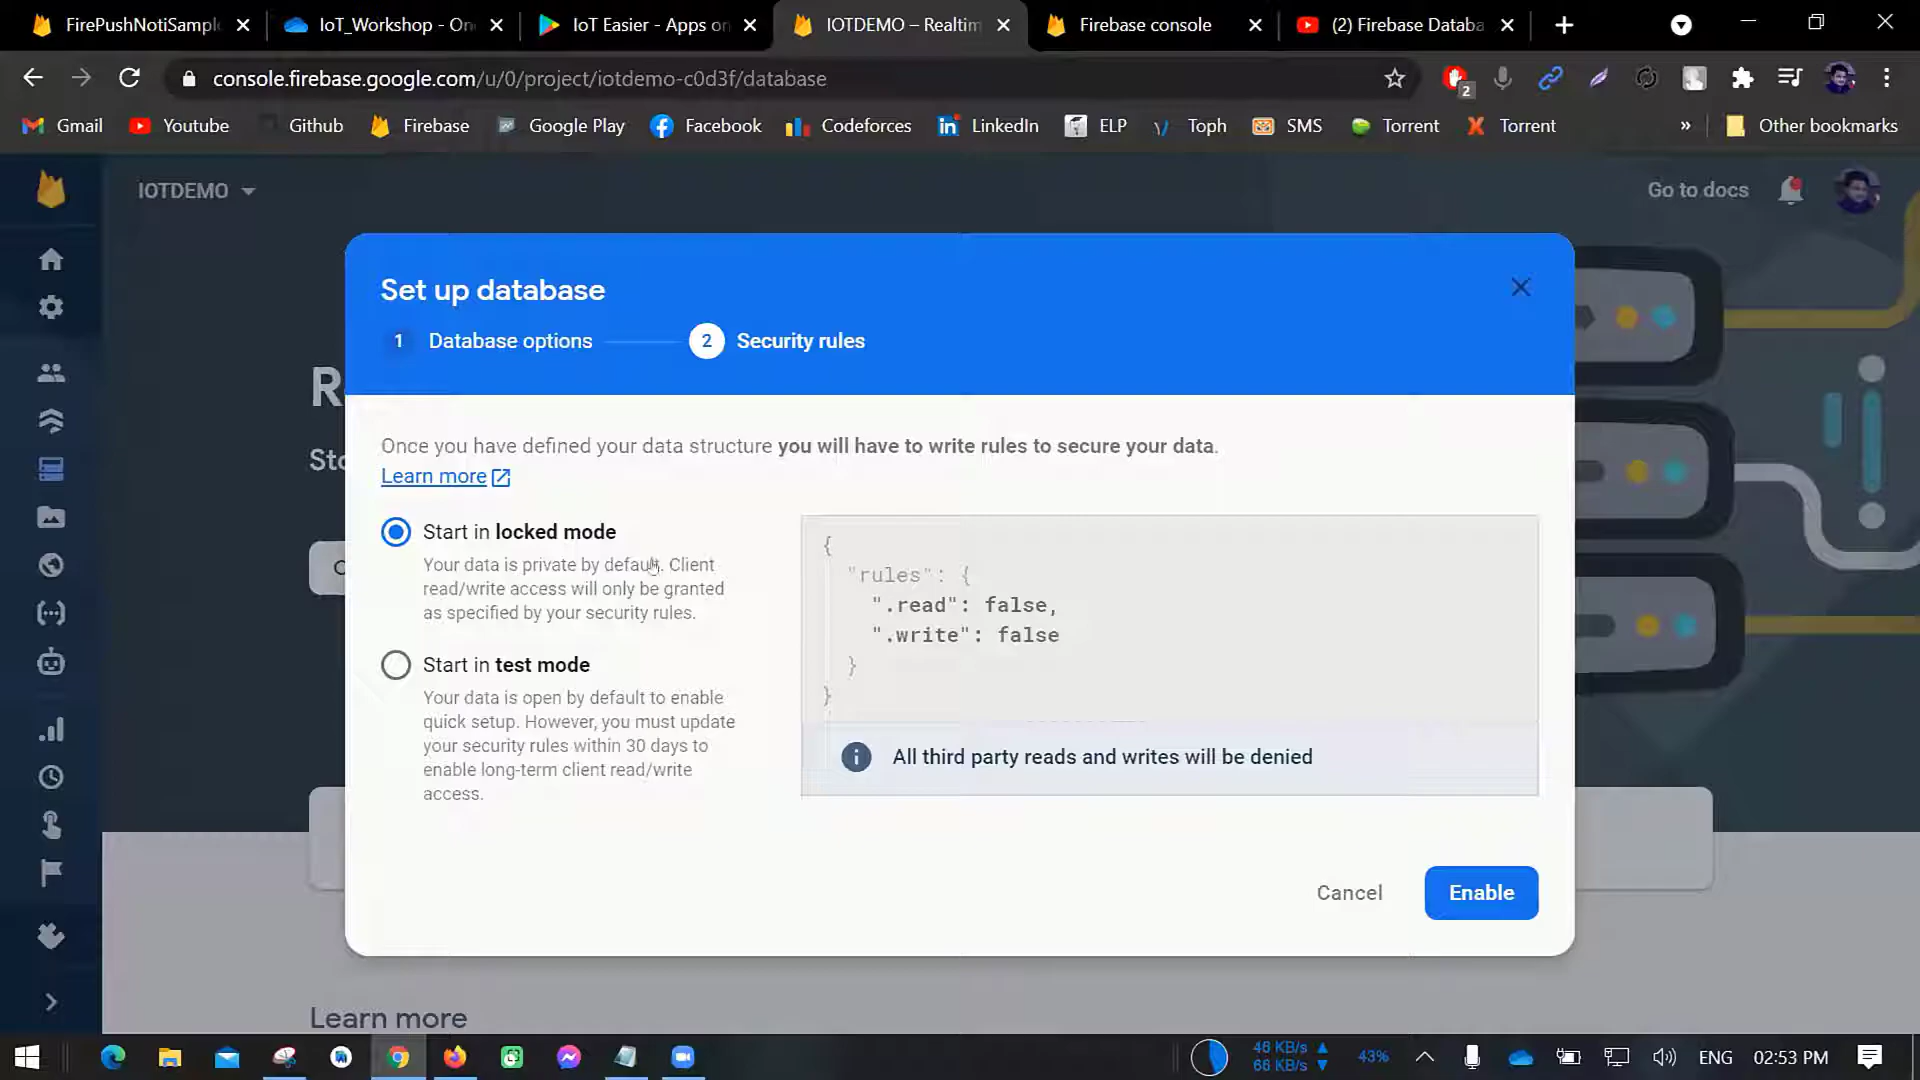 FirePushNotiSampl
IoT_Workshop - On
IoT Easier - Apps on
IOTDEMO – Realtim
Firebase console
(2) Firebase Databa
console.firebase.google.com/u/0/project/iotdemo-c0d3f/database
2
Gmail
Youtube
Github
Firebase
Google Play
Facebook
Codeforces
LinkedIn
ELP
Toph
SMS
Torrent
Torrent
»
Other bookmarks
IOTDEMO
Go to docs
Set up database
1 Database options
2 Security rules
R
Sto
Once you have defined your data structure you will have to write rules to secure your data.
Learn more
Start in locked mode
Your data is private by default. Client
read/write access will only be granted
as specified by your security rules.
Start in test mode
Your data is open by default to enable
quick setup. However, you must update
your security rules within 30 days to
enable long-term client read/write
access.
{
"rules": {
".read": false,
".write": false
}
}
All third party reads and writes will be denied
Cancel
Enable
Learn more
46 KB/s
66 KB/s
43%
ENG
02:53 PM